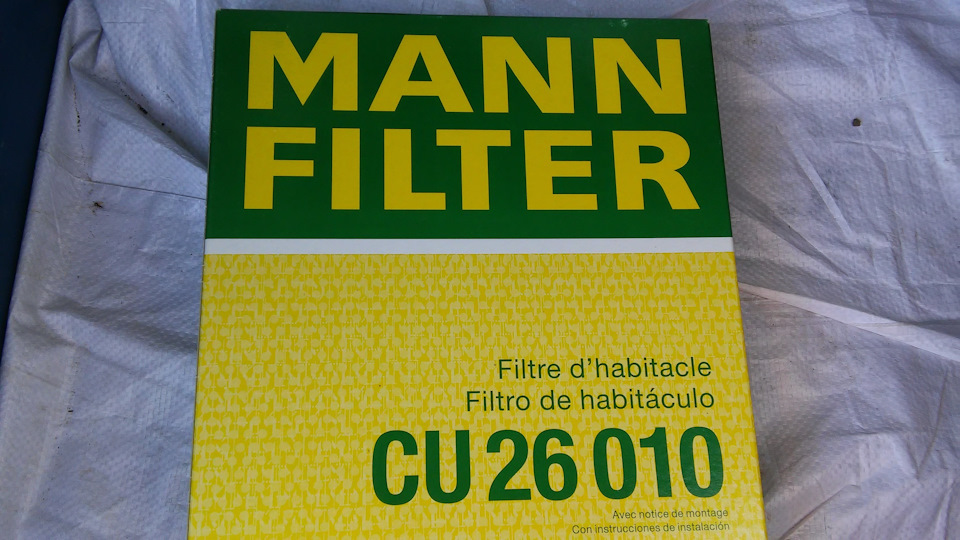 MANN
FILTER
Filtre d'habitacle
Filtro de habitáculo
CU 26 010
Avec notice de montage
Con instrucciones de instalación